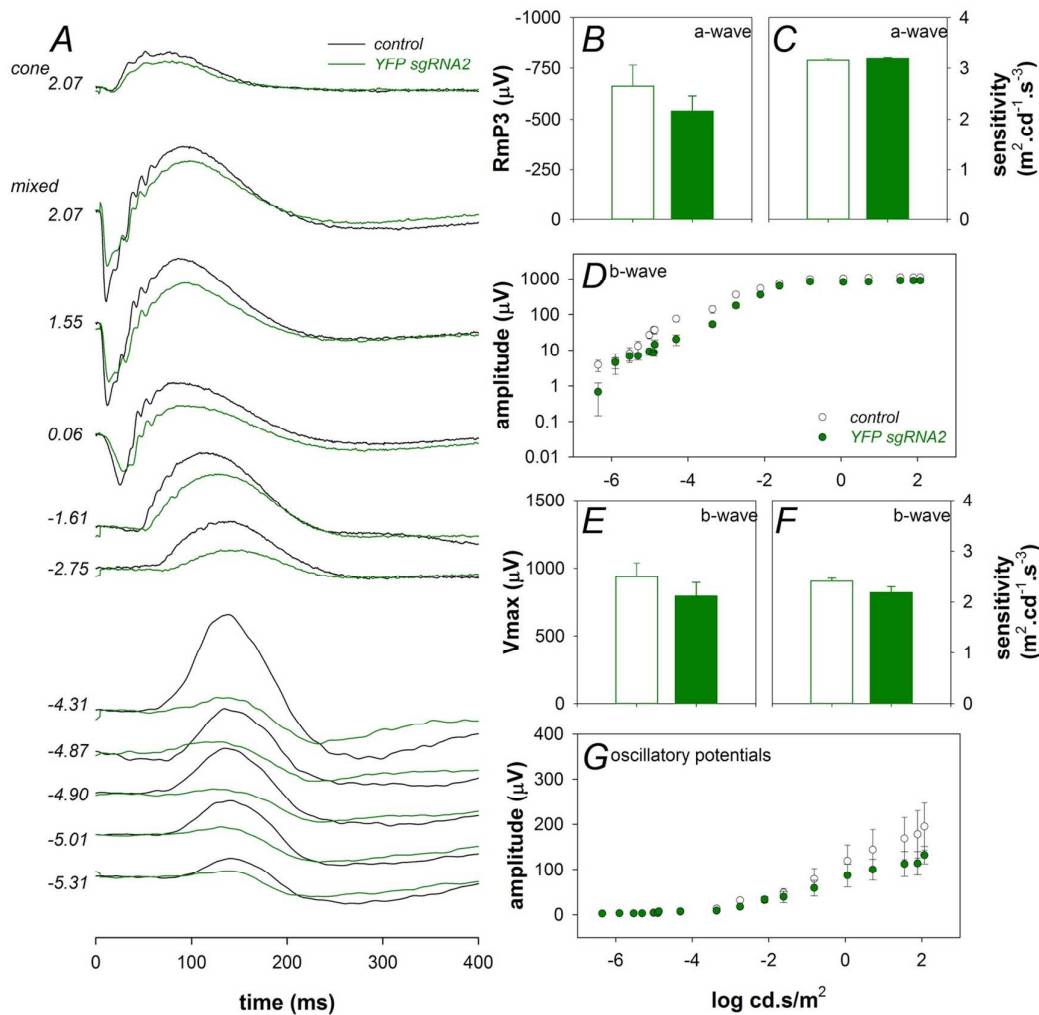 A
control
YFP sgRNA2
cone
2.07
mixed
2.07
1.55
0.06
-1.61
-2.75
-4.31
-4.87
-4.90
-5.01
-5.31
0 100 200 300 400
time (ms)
B a-wave
-1000
-750
-500
-250
0
RmP3 (µV)
C a-wave
4
3
2
1
0
sensitivity
(m².cd⁻¹.s⁻³)
D b-wave
1000
100
10
1
0.1
0.01
amplitude (µV)
control
YFP sgRNA2
-6 -4 -2 0 2
E b-wave
1500
1000
500
0
Vmax (µV)
F b-wave
4
3
2
1
0
sensitivity
(m².cd⁻¹.s⁻³)
G oscillatory potentials
400
300
200
100
0
amplitude (µV)
-6 -4 -2 0 2
log cd.s/m²